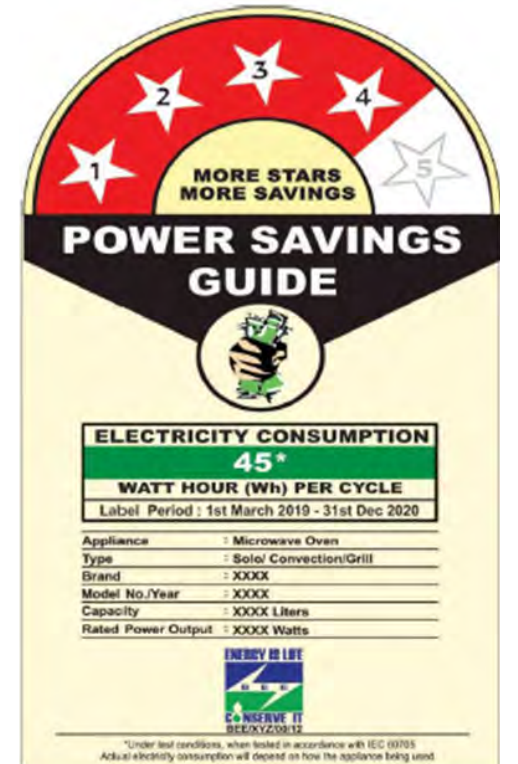 1
2
3
4
5
MORE STARS
MORE SAVINGS
POWER SAVINGS
GUIDE
ELECTRICITY CONSUMPTION
45*
WATT HOUR (Wh) PER CYCLE
Label Period : 1st March 2019 - 31st Dec 2020
Appliance : Microwave Oven
Type : Solo/ Convection/Grill
Brand : XXXX
Model No./Year : XXXX
Capacity : XXXX Liters
Rated Power Output : XXXX Watts
ENERGY IS LIFE
BEE
CONSERVE IT
BEE/XYZ/00/12
*Under test conditions, when tested in accordance with IEC 60705
Actual electricity consumption will depend on how the appliance being used